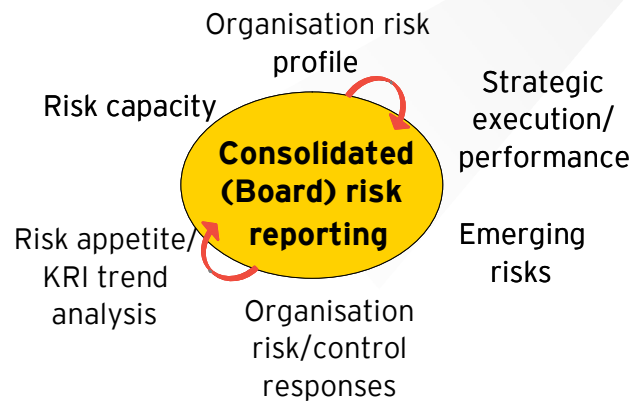 Organisation risk
profile
Strategic
execution/
performance
Risk capacity
Consolidated
(Board) risk
reporting
Emerging
risks
Risk appetite/
KRI trend
analysis
Organisation
risk/control
responses